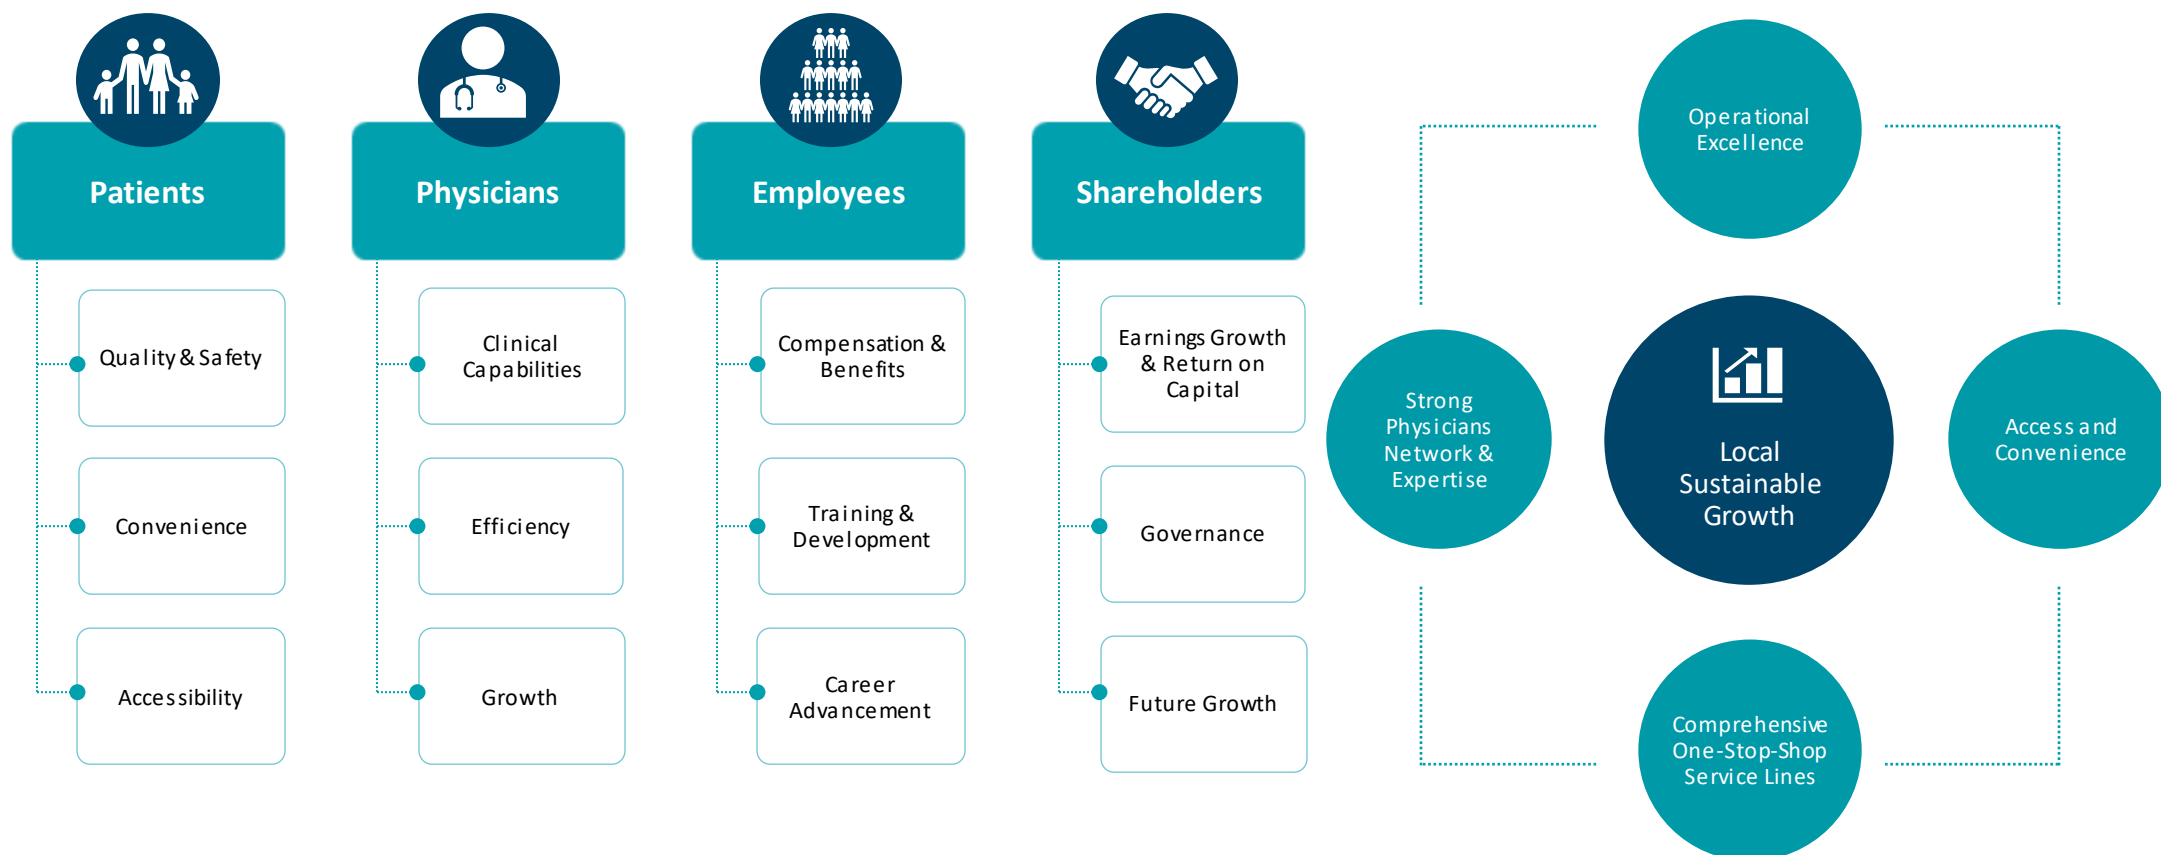 Patients
Quality & Safety
Convenience
Accessibility
Physicians
Clinical
Capabilities
Efficiency
Growth
Employees
Compensation &
Benefits
Training &
Development
Career
Advancement
Shareholders
Earnings Growth
& Return on
Capital
Governance
Future Growth
Operational
Excellence
Strong
Physicians
Network &
Expertise
Local
Sustainable
Growth
Access and
Convenience
Comprehensive
One-Stop-Shop
Service Lines